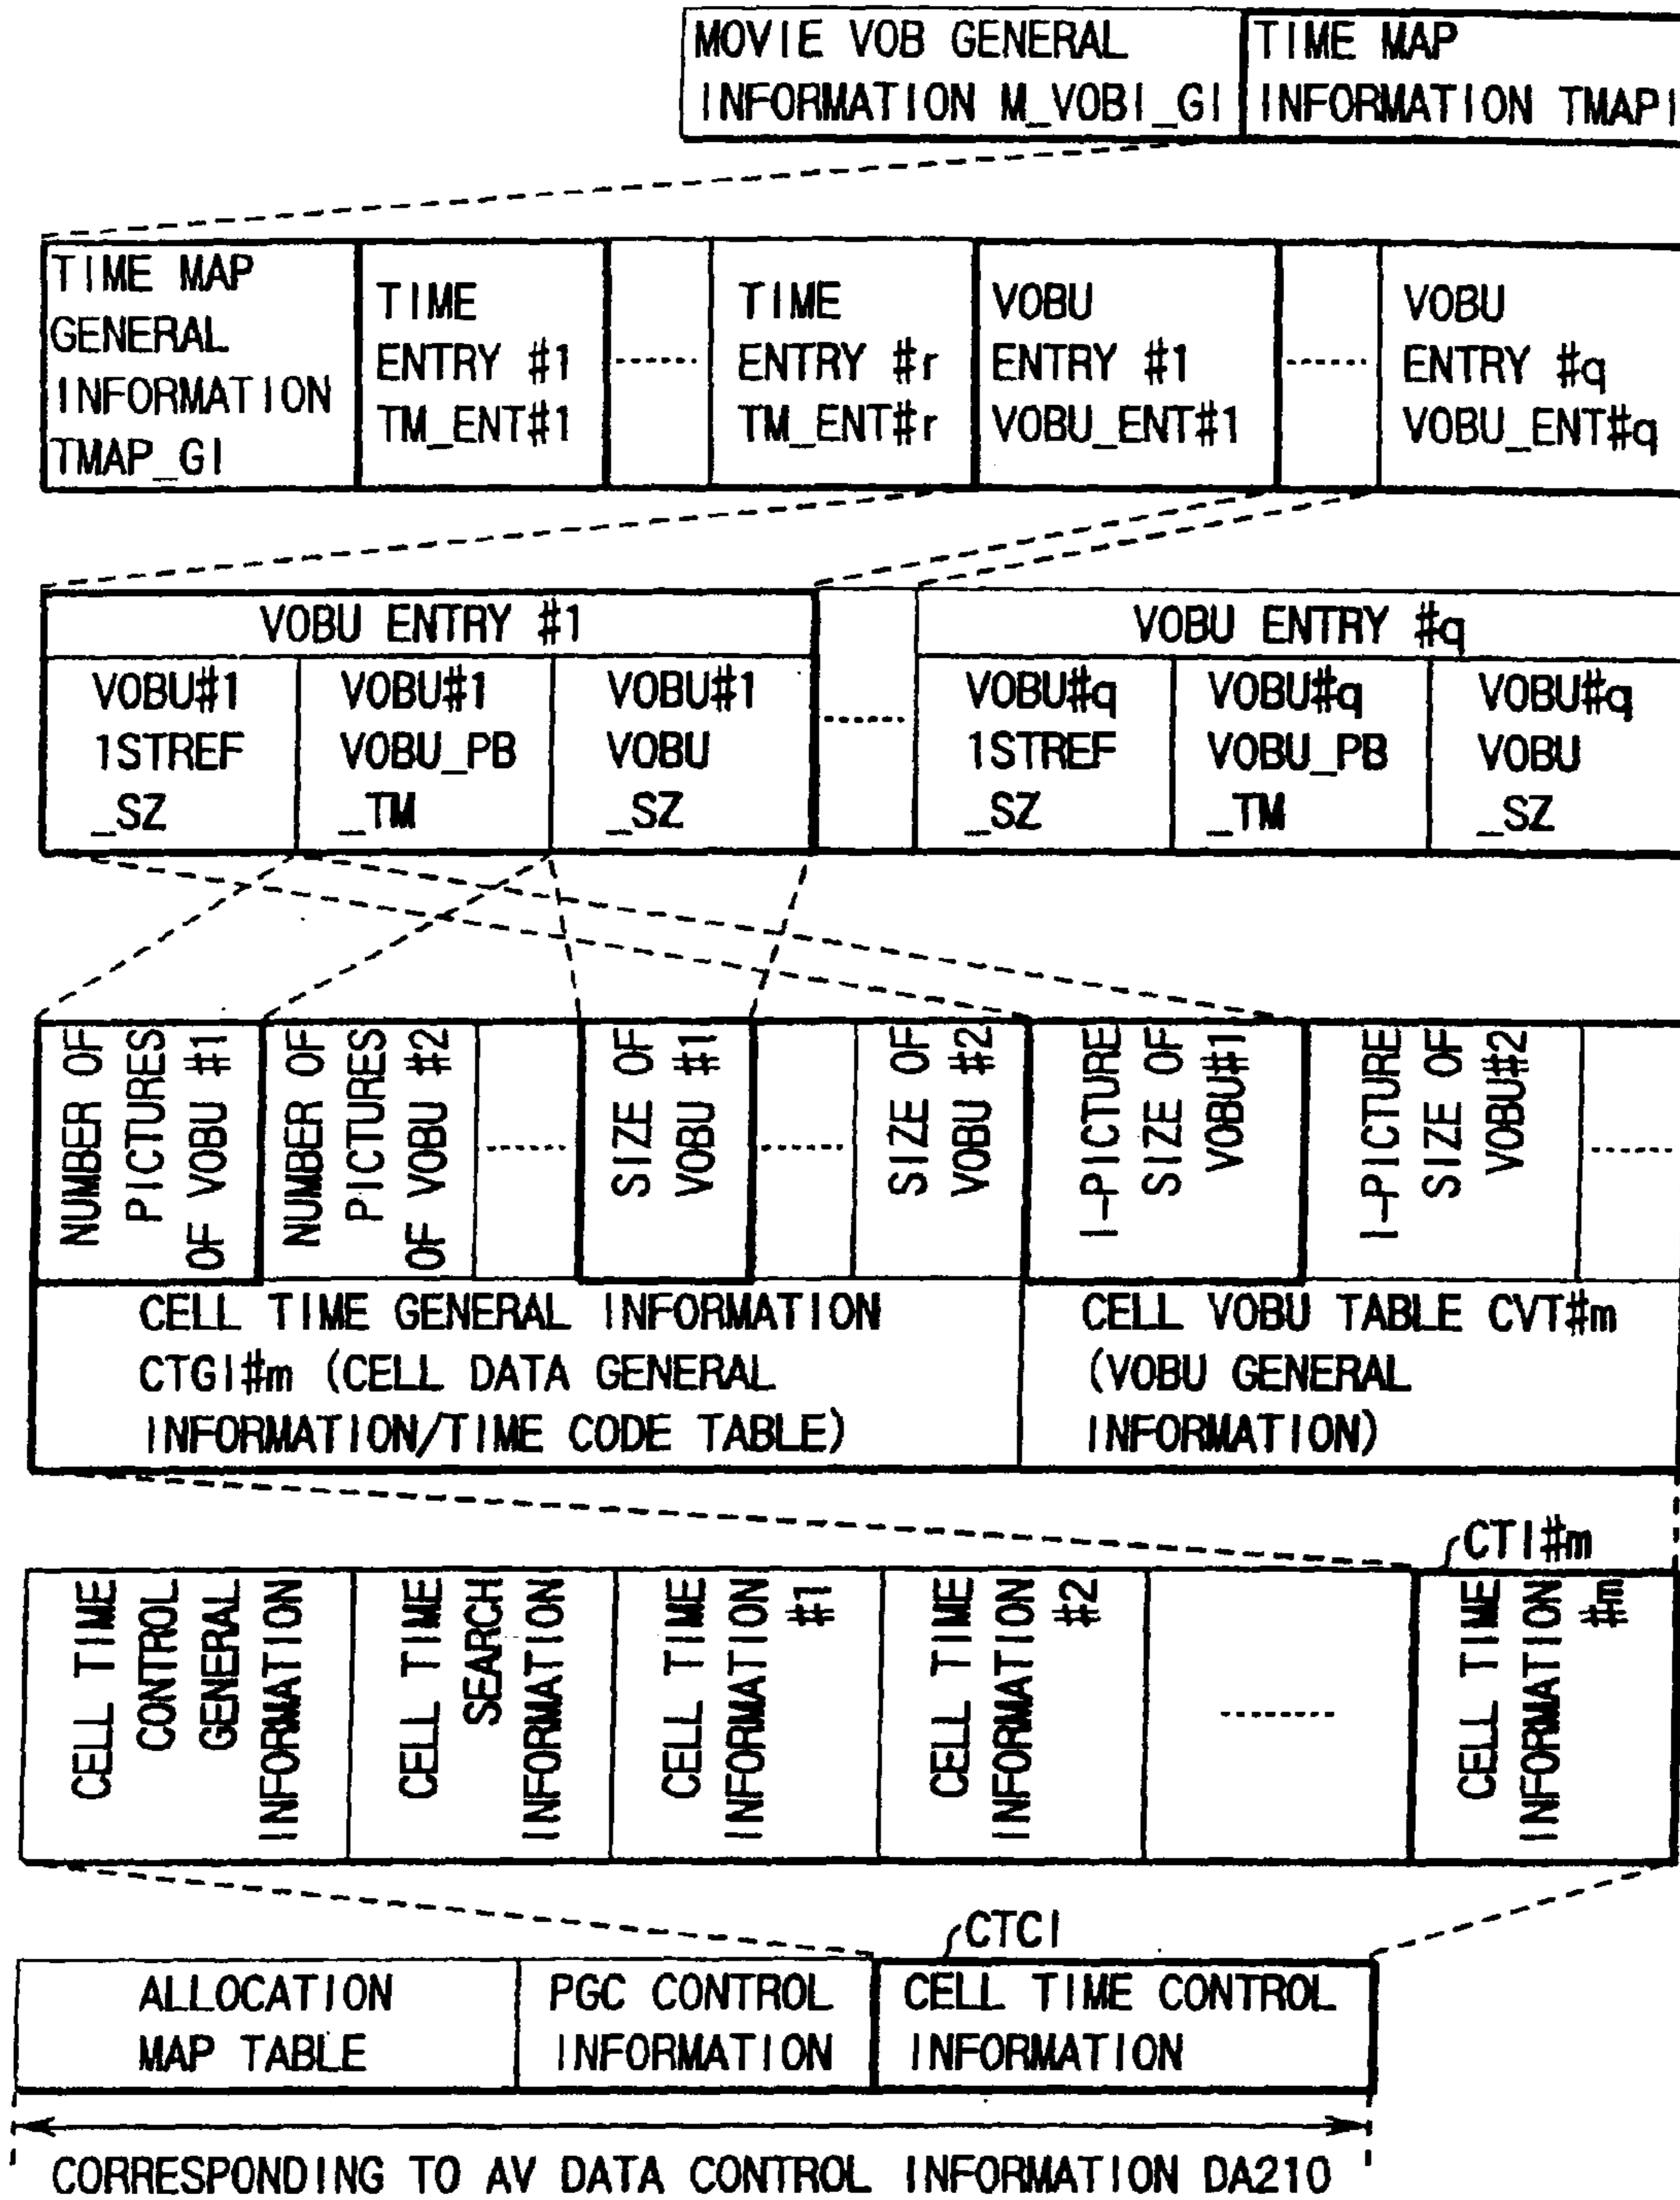 MOVIE VOB GENERAL
INFORMATION M_VOBI_GI
TIME MAP
INFORMATION TMAPI
TIME MAP
GENERAL
INFORMATION
TMAP_GI
TIME
ENTRY #1
TM_ENT#1
........
TIME
ENTRY #r
TM_ENT#r
VOBU
ENTRY #1
VOBU_ENT#1
........
VOBU
ENTRY #q
VOBU_ENT#q
VOBU ENTRY #1
VOBU#1
1STREF
_SZ
VOBU#1
VOBU_PB
_TM
VOBU#1
VOBU
_SZ
........
VOBU ENTRY #q
VOBU#q
1STREF
_SZ
VOBU#q
VOBU_PB
_TM
VOBU#q
VOBU
_SZ
NUMBER OF
PICTURES
OF VOBU #1
NUMBER OF
PICTURES
OF VOBU #2
........
SIZE OF
VOBU #1
........
SIZE OF
VOBU #2
I-PICTURE
SIZE OF
VOBU#1
I-PICTURE
SIZE OF
VOBU#2
........
CELL TIME GENERAL INFORMATION
CTGI#m (CELL DATA GENERAL
INFORMATION/TIME CODE TABLE)
CELL VOBU TABLE CVT#m
(VOBU GENERAL
INFORMATION)
CTI#m
CELL TIME
CONTROL
GENERAL
INFORMATION
CELL TIME
SEARCH
INFORMATION
CELL TIME
INFORMATION
#1
CELL TIME
INFORMATION
#2
........
CELL TIME
INFORMATION
#m
CTCI
ALLOCATION
MAP TABLE
PGC CONTROL
INFORMATION
CELL TIME CONTROL
INFORMATION
CORRESPONDING TO AV DATA CONTROL INFORMATION DA210